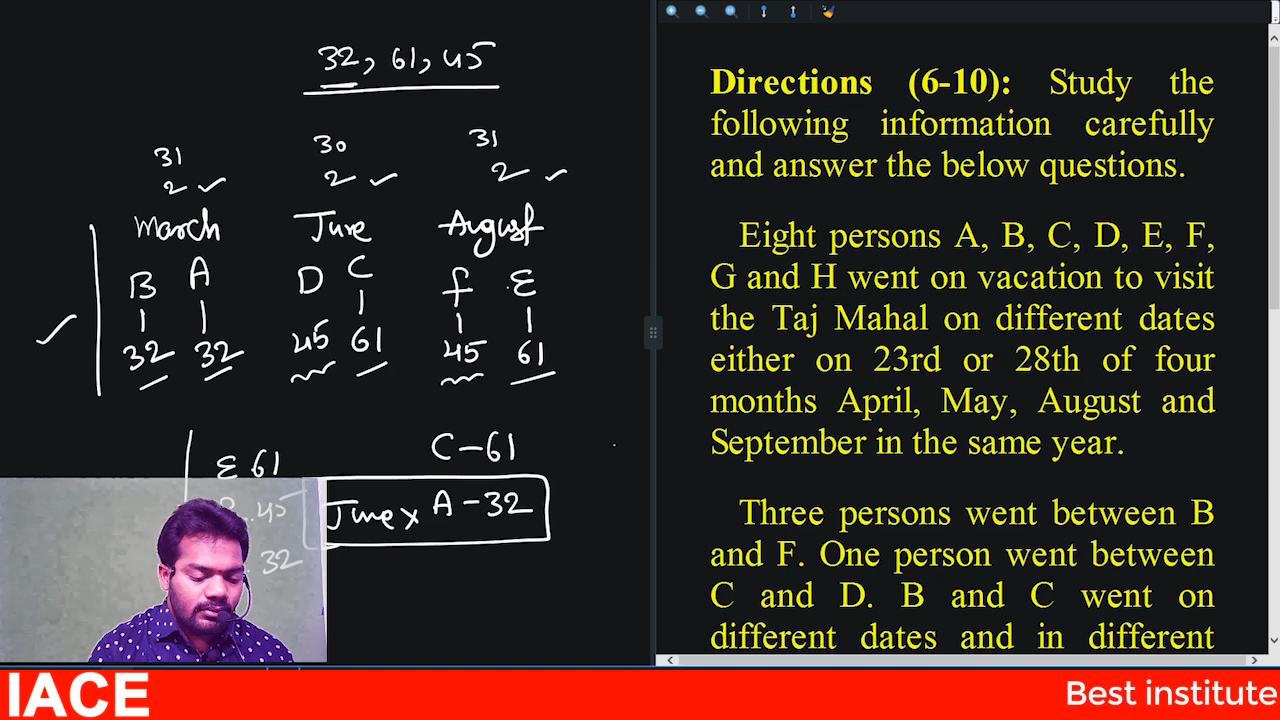 32, 61, 45
31 30 31
2 ✓ 2 ✓ 2 ✓
March June August
B A D C F E
32 32 45 61 45 61
C-61
E 61
June x A-32
45
32
Directions (6-10): Study the
following information carefully
and answer the below questions.
Eight persons A, B, C, D, E, F,
G and H went on vacation to visit
the Taj Mahal on different dates
either on 23rd or 28th of four
months April, May, August and
September in the same year.
Three persons went between B
and F. One person went between
C and D. B and C went on
different dates and in different
IACE
Best institute